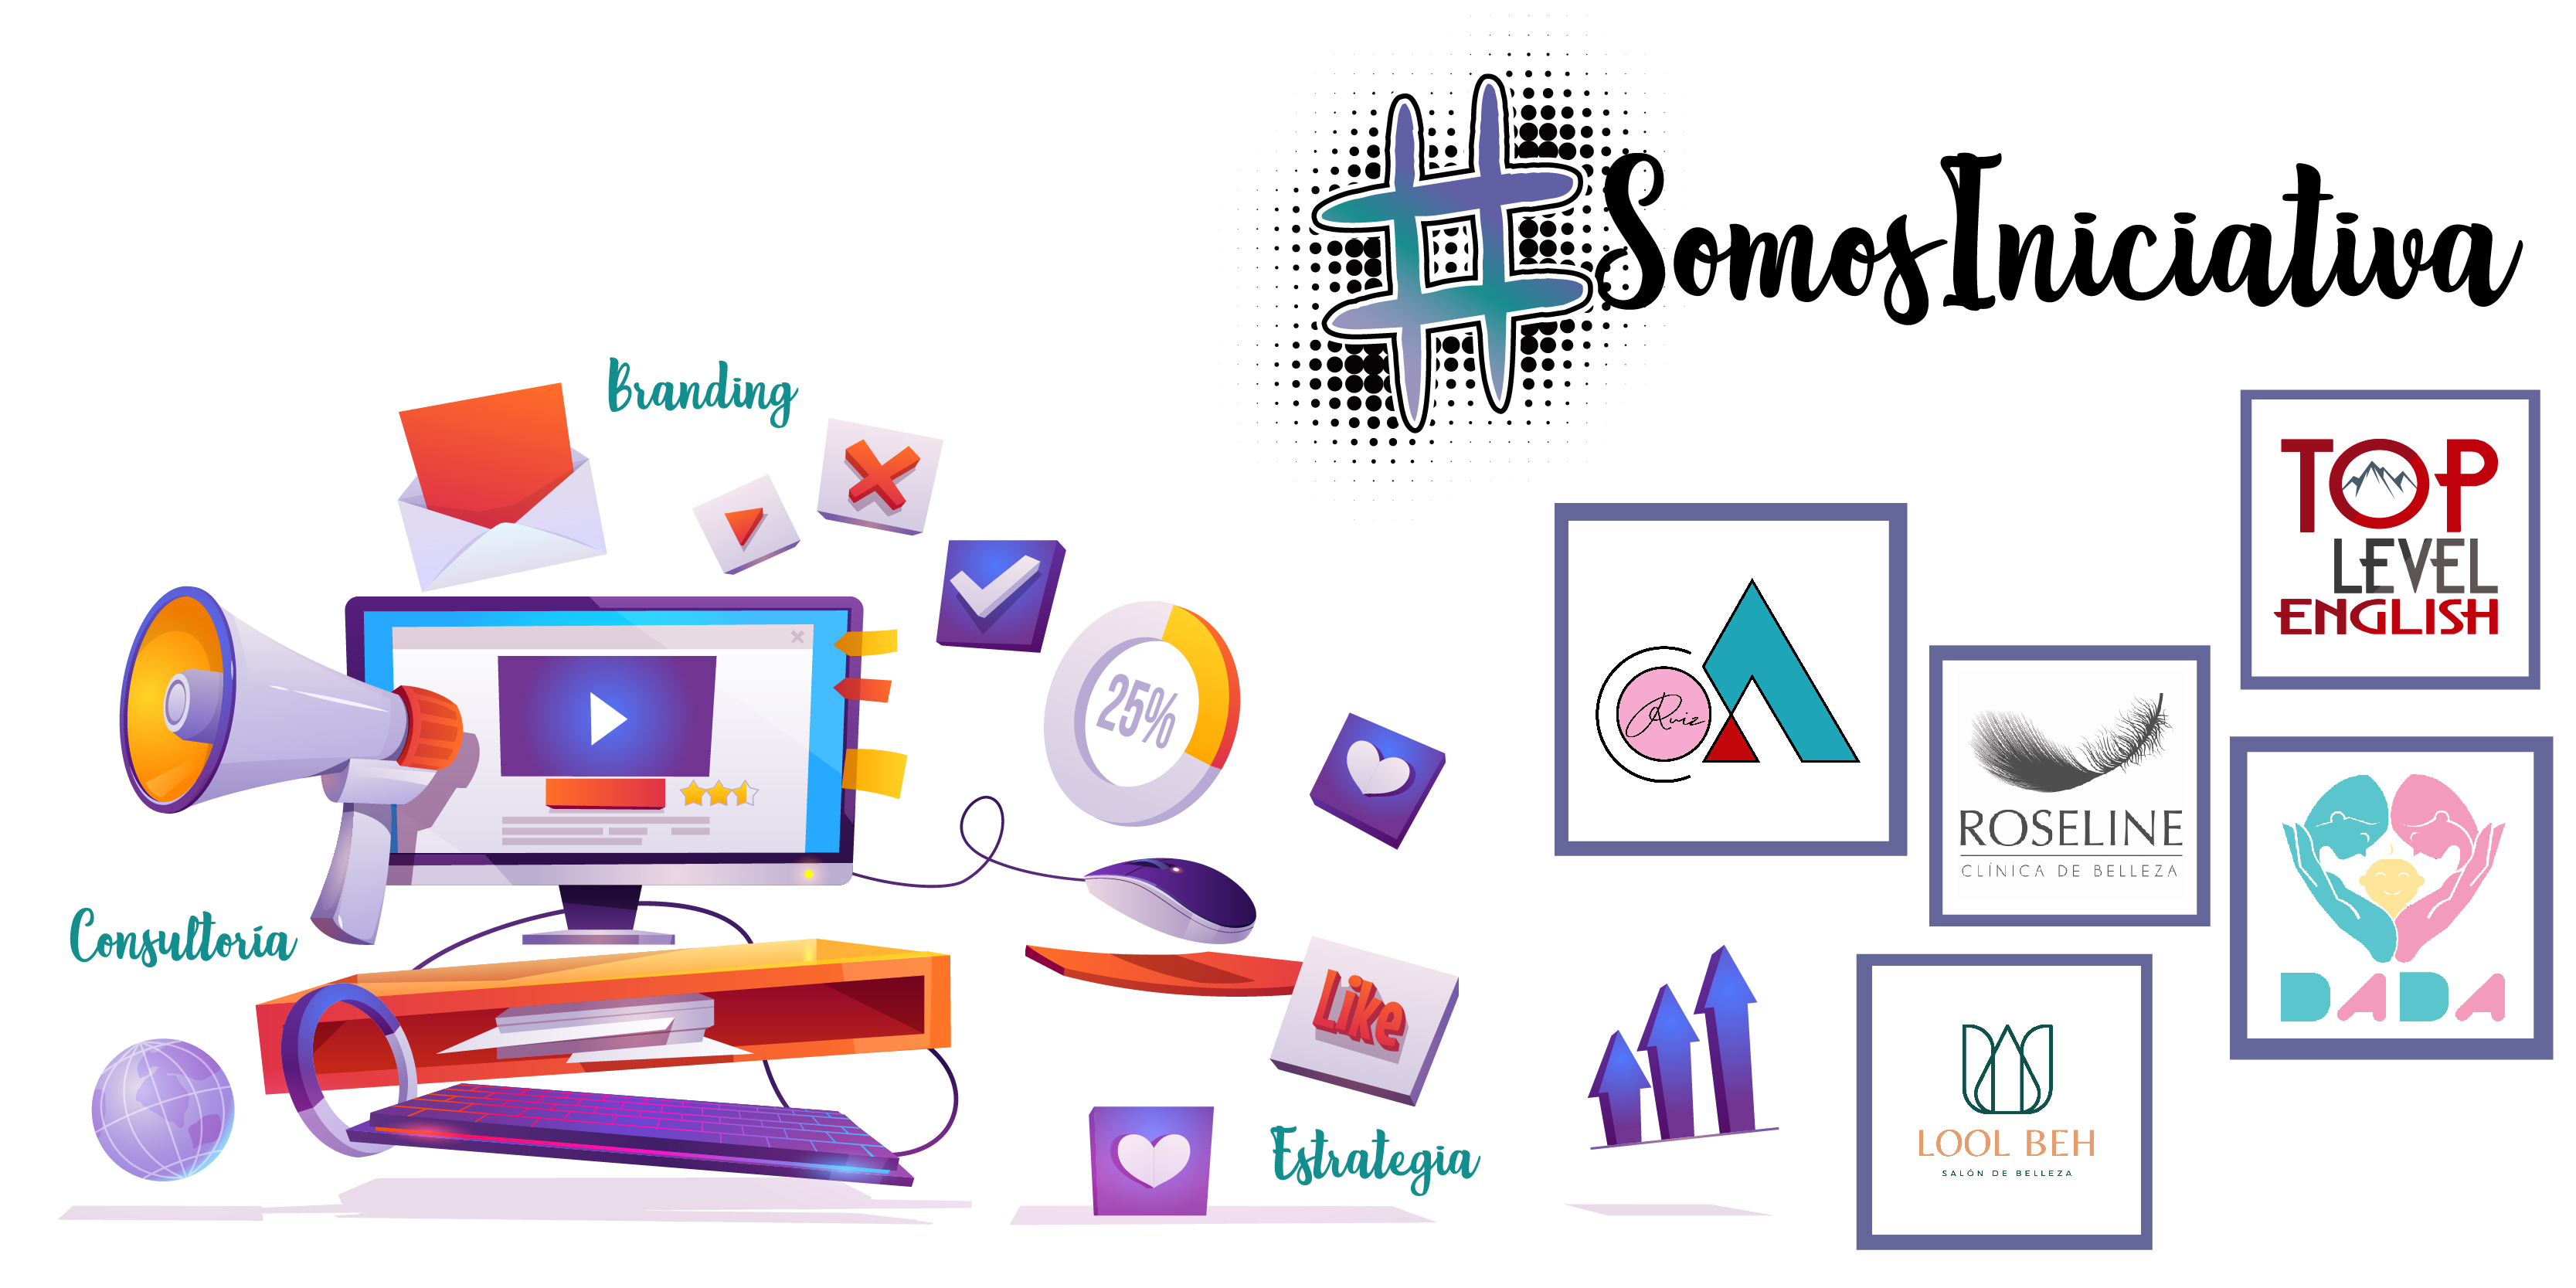 #SomosIniciativa
Branding
25%
Consultoría
Like
Estrategia
Ruiz
TOP
LEVEL
ENGLISH
ROSELINE
CLÍNICA DE BELLEZA
DADA
LOOL BEH
SALÓN DE BELLEZA